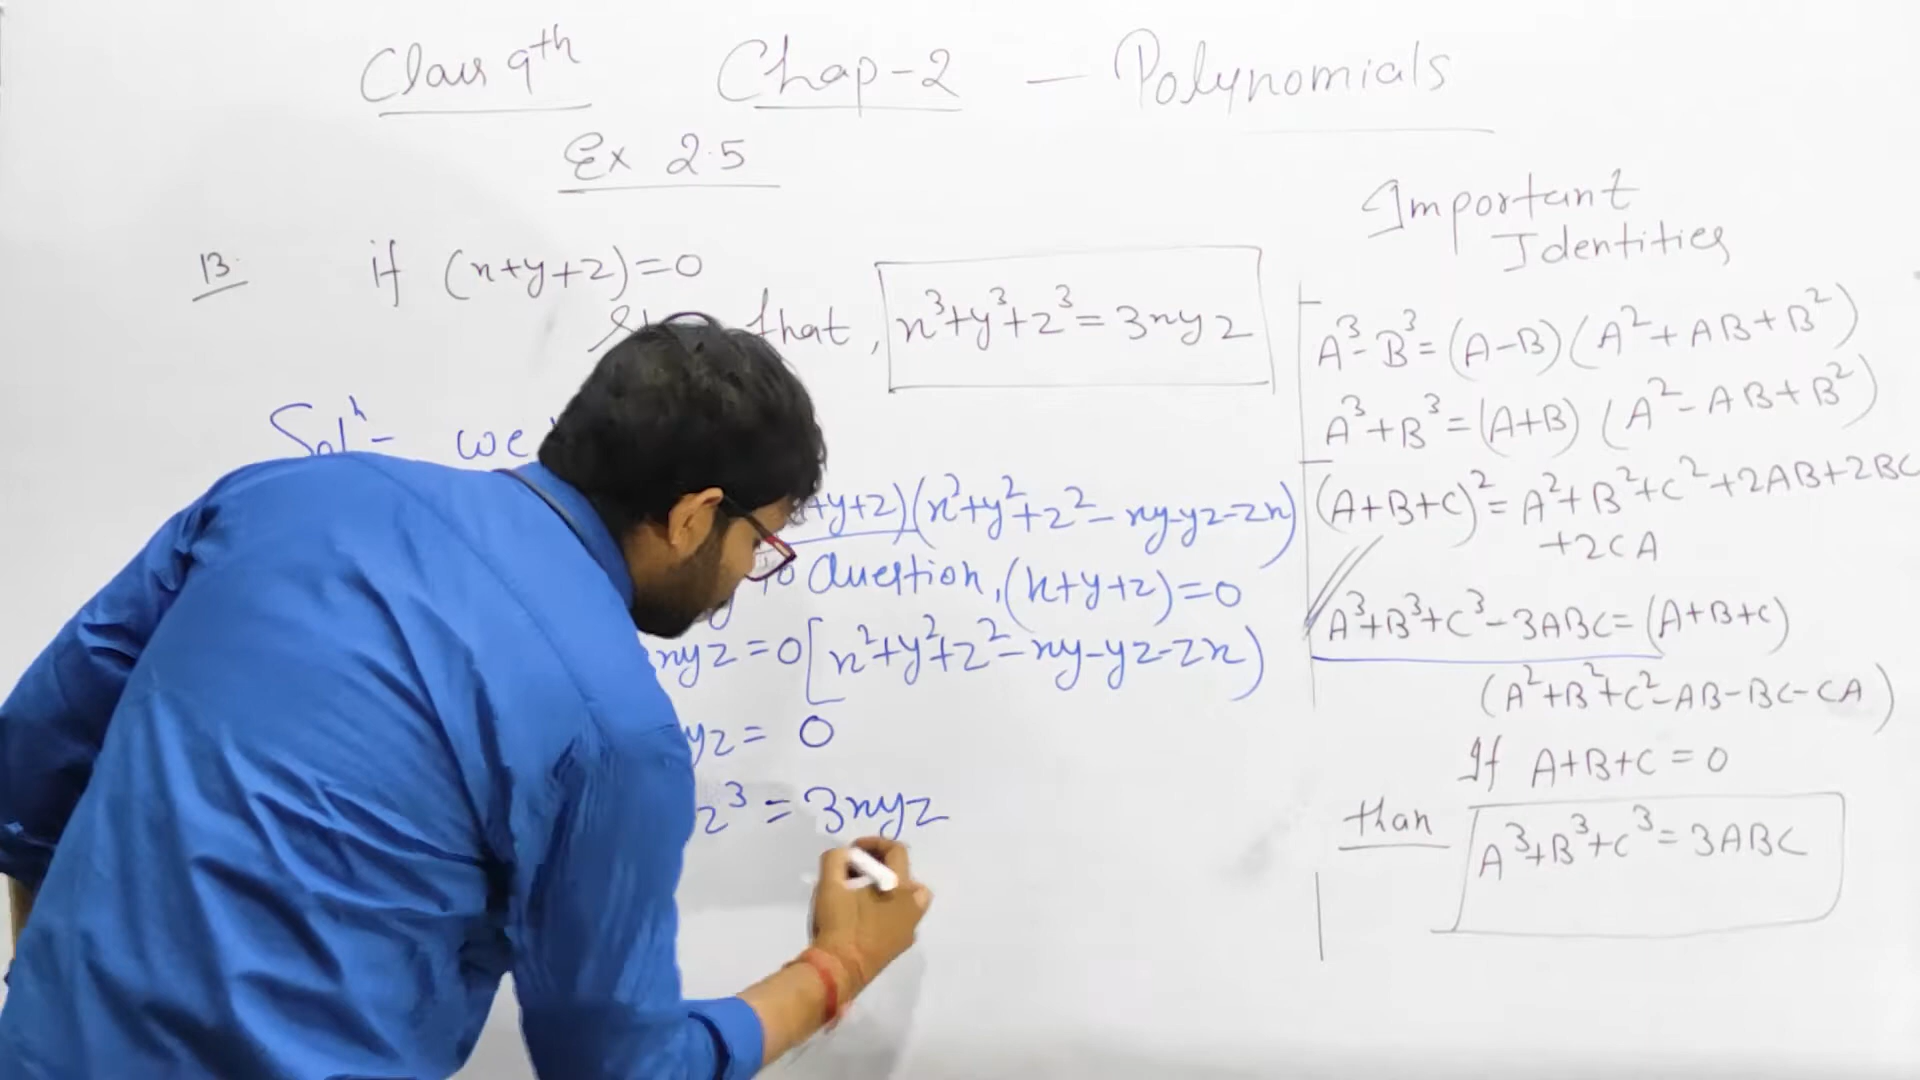 Class 9th Chap-2 - Polynomials
Ex 2.5
13. if (x+y+z)=0
that, x³+y³+z³=3xyz
Solⁿ- we
+y+z)(x²+y²+z²-xy-yz-zx)
to Question, (x+y+z)=0
xyz=0[x²+y²+z²-xy-yz-zx)
yz= 0
z³ = 3xyz
Important
Identities
A³-B³=(A-B)(A²+AB+B²)
A³+B³=(A+B)(A²-AB+B²)
(A+B+C)²=A²+B²+C²+2AB+2BC
+2CA
A³+B³+C³-3ABC=(A+B+C)
(A²+B²+C²-AB-BC-CA)
If A+B+C=0
than A³+B³+C³=3ABC